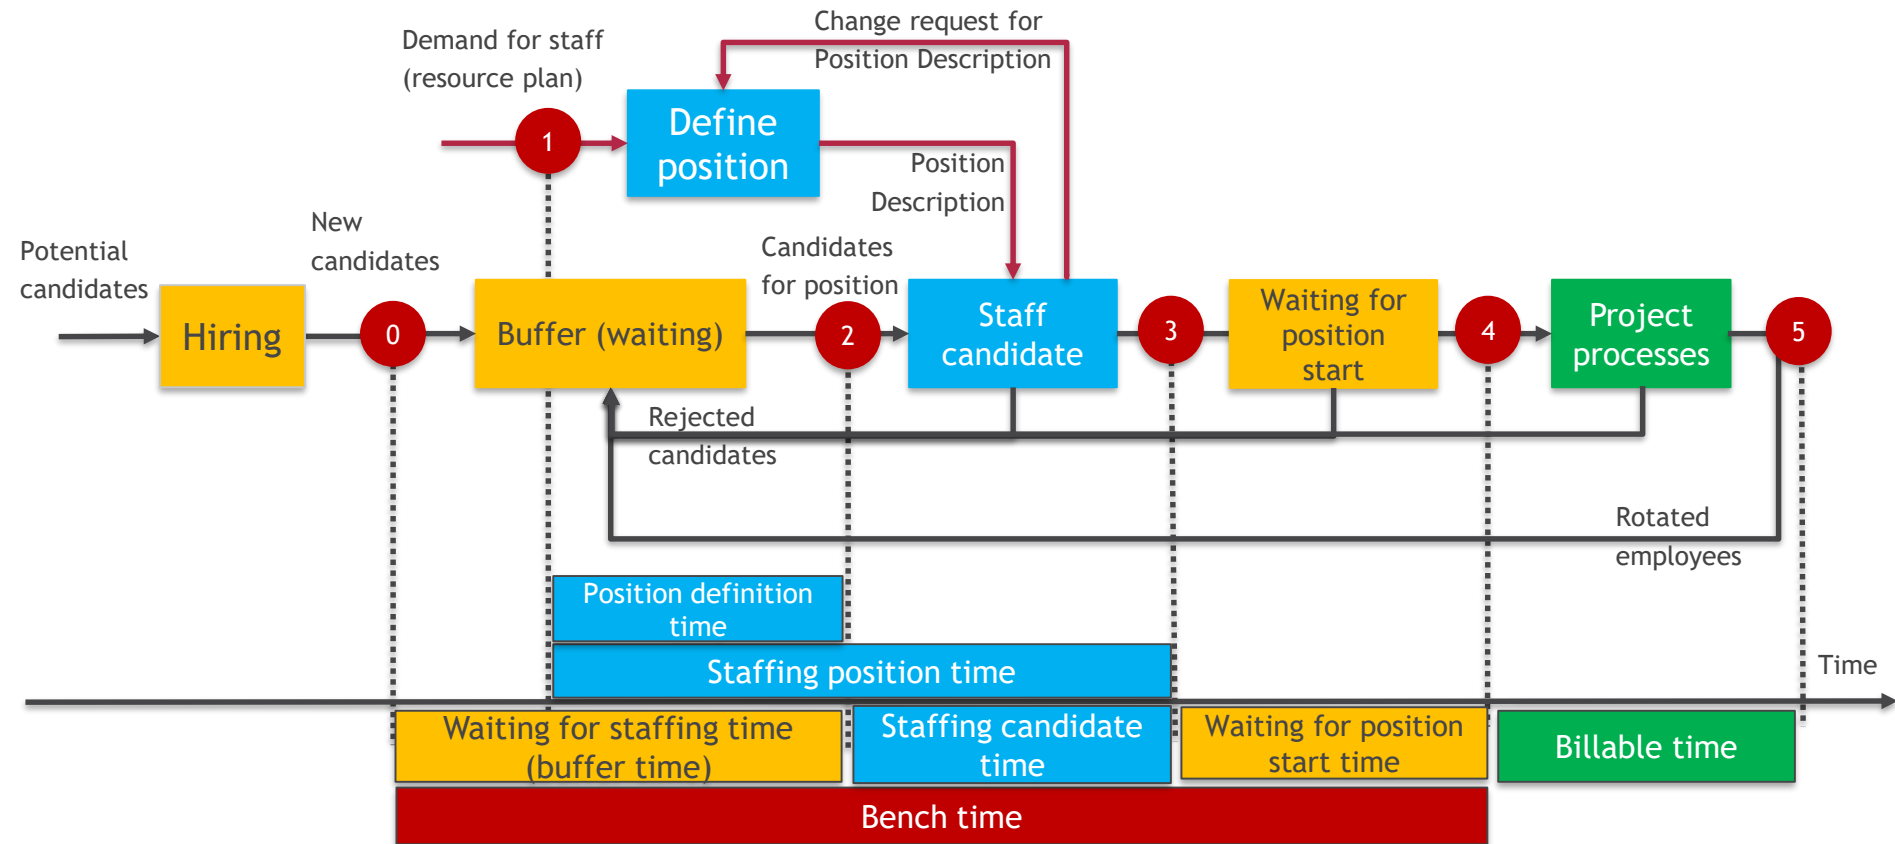 Change request for
Position Description
Demand for staff
(resource plan)
1
Define
position
Position
Description
New
candidates
Potential
candidates
Candidates
for position
Hiring
0
Buffer (waiting)
2
Staff
candidate
3
Waiting for
position
start
4
Project
processes
5
Rejected
candidates
Rotated
employees
Position definition
time
Staffing position time
Time
Waiting for staffing time
(buffer time)
Staffing candidate
time
Waiting for position
start time
Billable time
Bench time